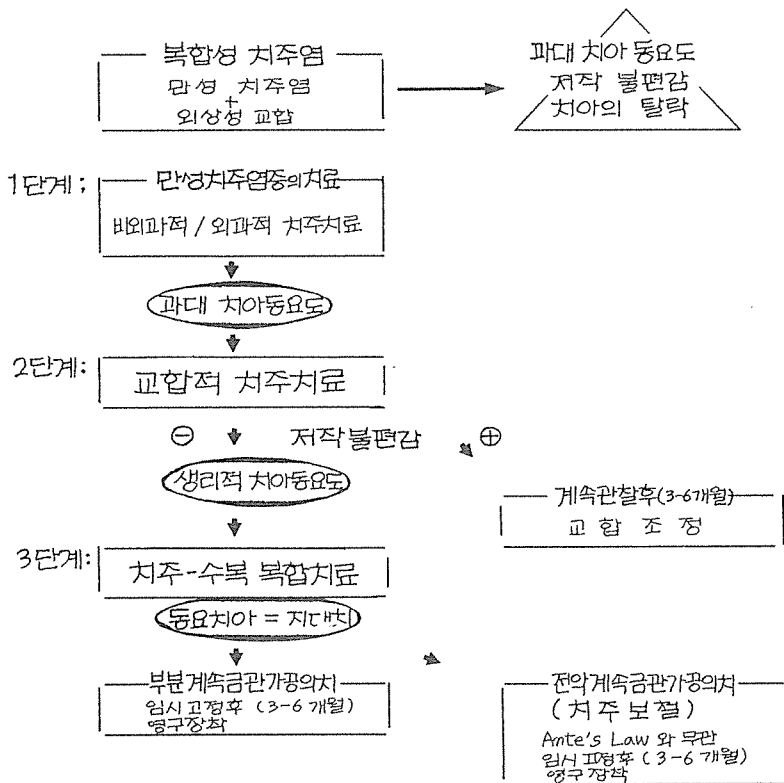 복합성 치주염
만성 치주염
+
외상성 교합
과대 치아 동요도
저작 불편감
치아의 탈락
1단계:
만성치주염증의치료
비외과적 / 외과적 치주치료
과대 치아동요도
2단계:
교합적 치주치료
⊖ 저작불편감 ⊕
생리적 치아동요도
계속관찰후(3-6개월)
교합조정
3단계:
치주-수복 복합치료
동요치아 = 지대치
부분계속금관가공의치
임시고정후 (3-6개월)
영구장착
전악계속금관가공의치
(치주보철)
Ante's Law 와 무관
임시고정후 (3-6개월)
영구장착